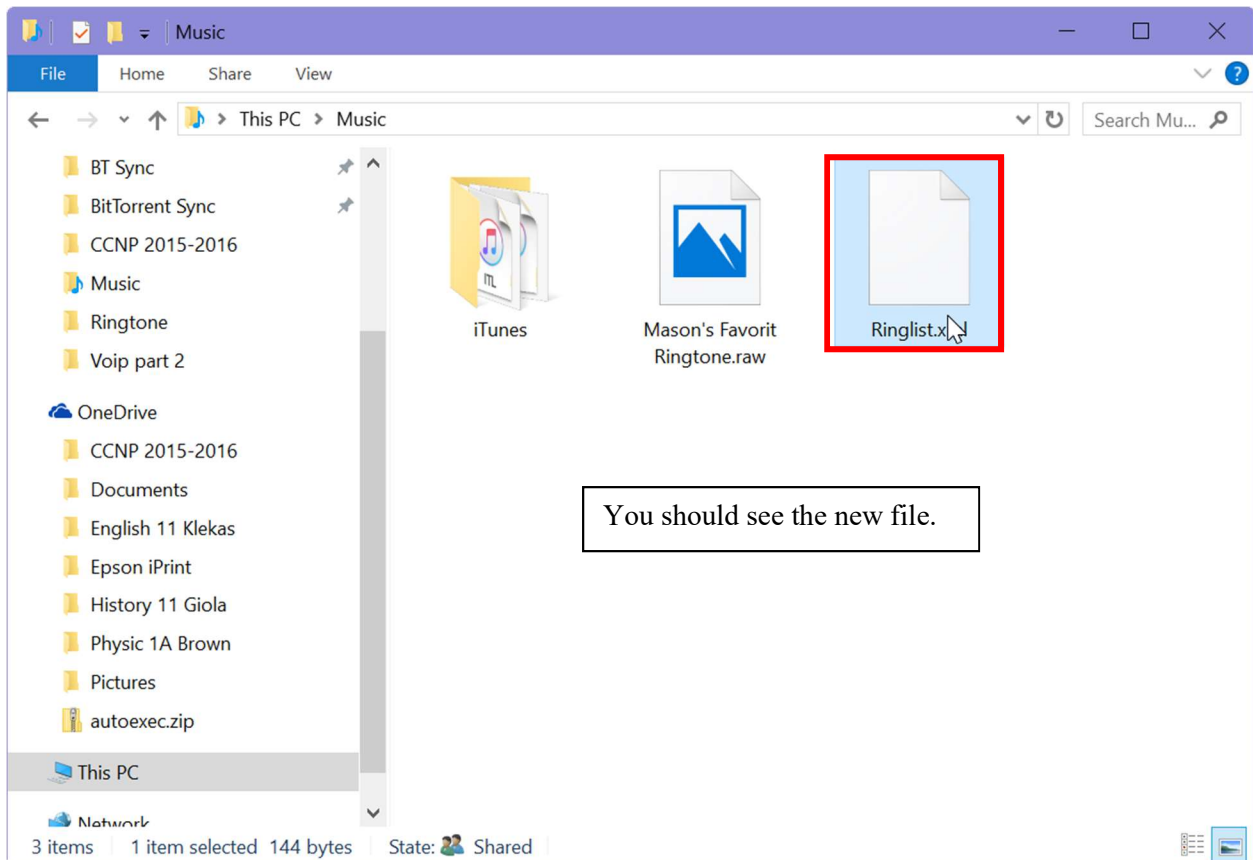 Music
File Home Share View
This PC > Music
Search Mu...
BT Sync
BitTorrent Sync
CCNP 2015-2016
Music
Ringtone
Voip part 2
OneDrive
CCNP 2015-2016
Documents
English 11 Klekas
Epson iPrint
History 11 Giola
Physic 1A Brown
Pictures
autoexec.zip
This PC
Network
iTunes
Mason's Favorit
Ringtone.raw
You should see the new file.
3 items 1 item selected 144 bytes State: Shared